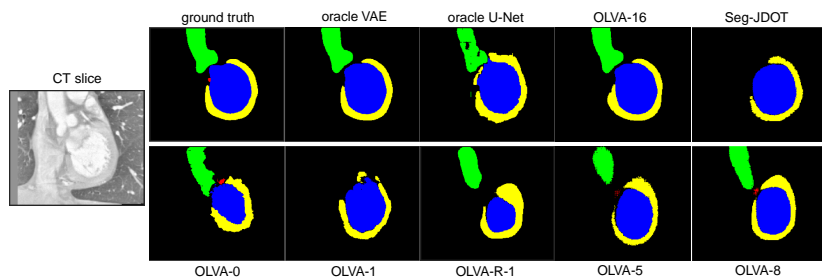 ground truth
oracle VAE
oracle U-Net
OLVA-16
Seg-JDOT
CT slice
OLVA-0
OLVA-1
OLVA-R-1
OLVA-5
OLVA-8